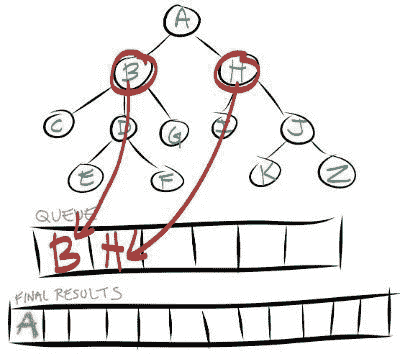 A
B H
C D G I J
E F K N
QUEUE
B H
FINAL RESULTS
A